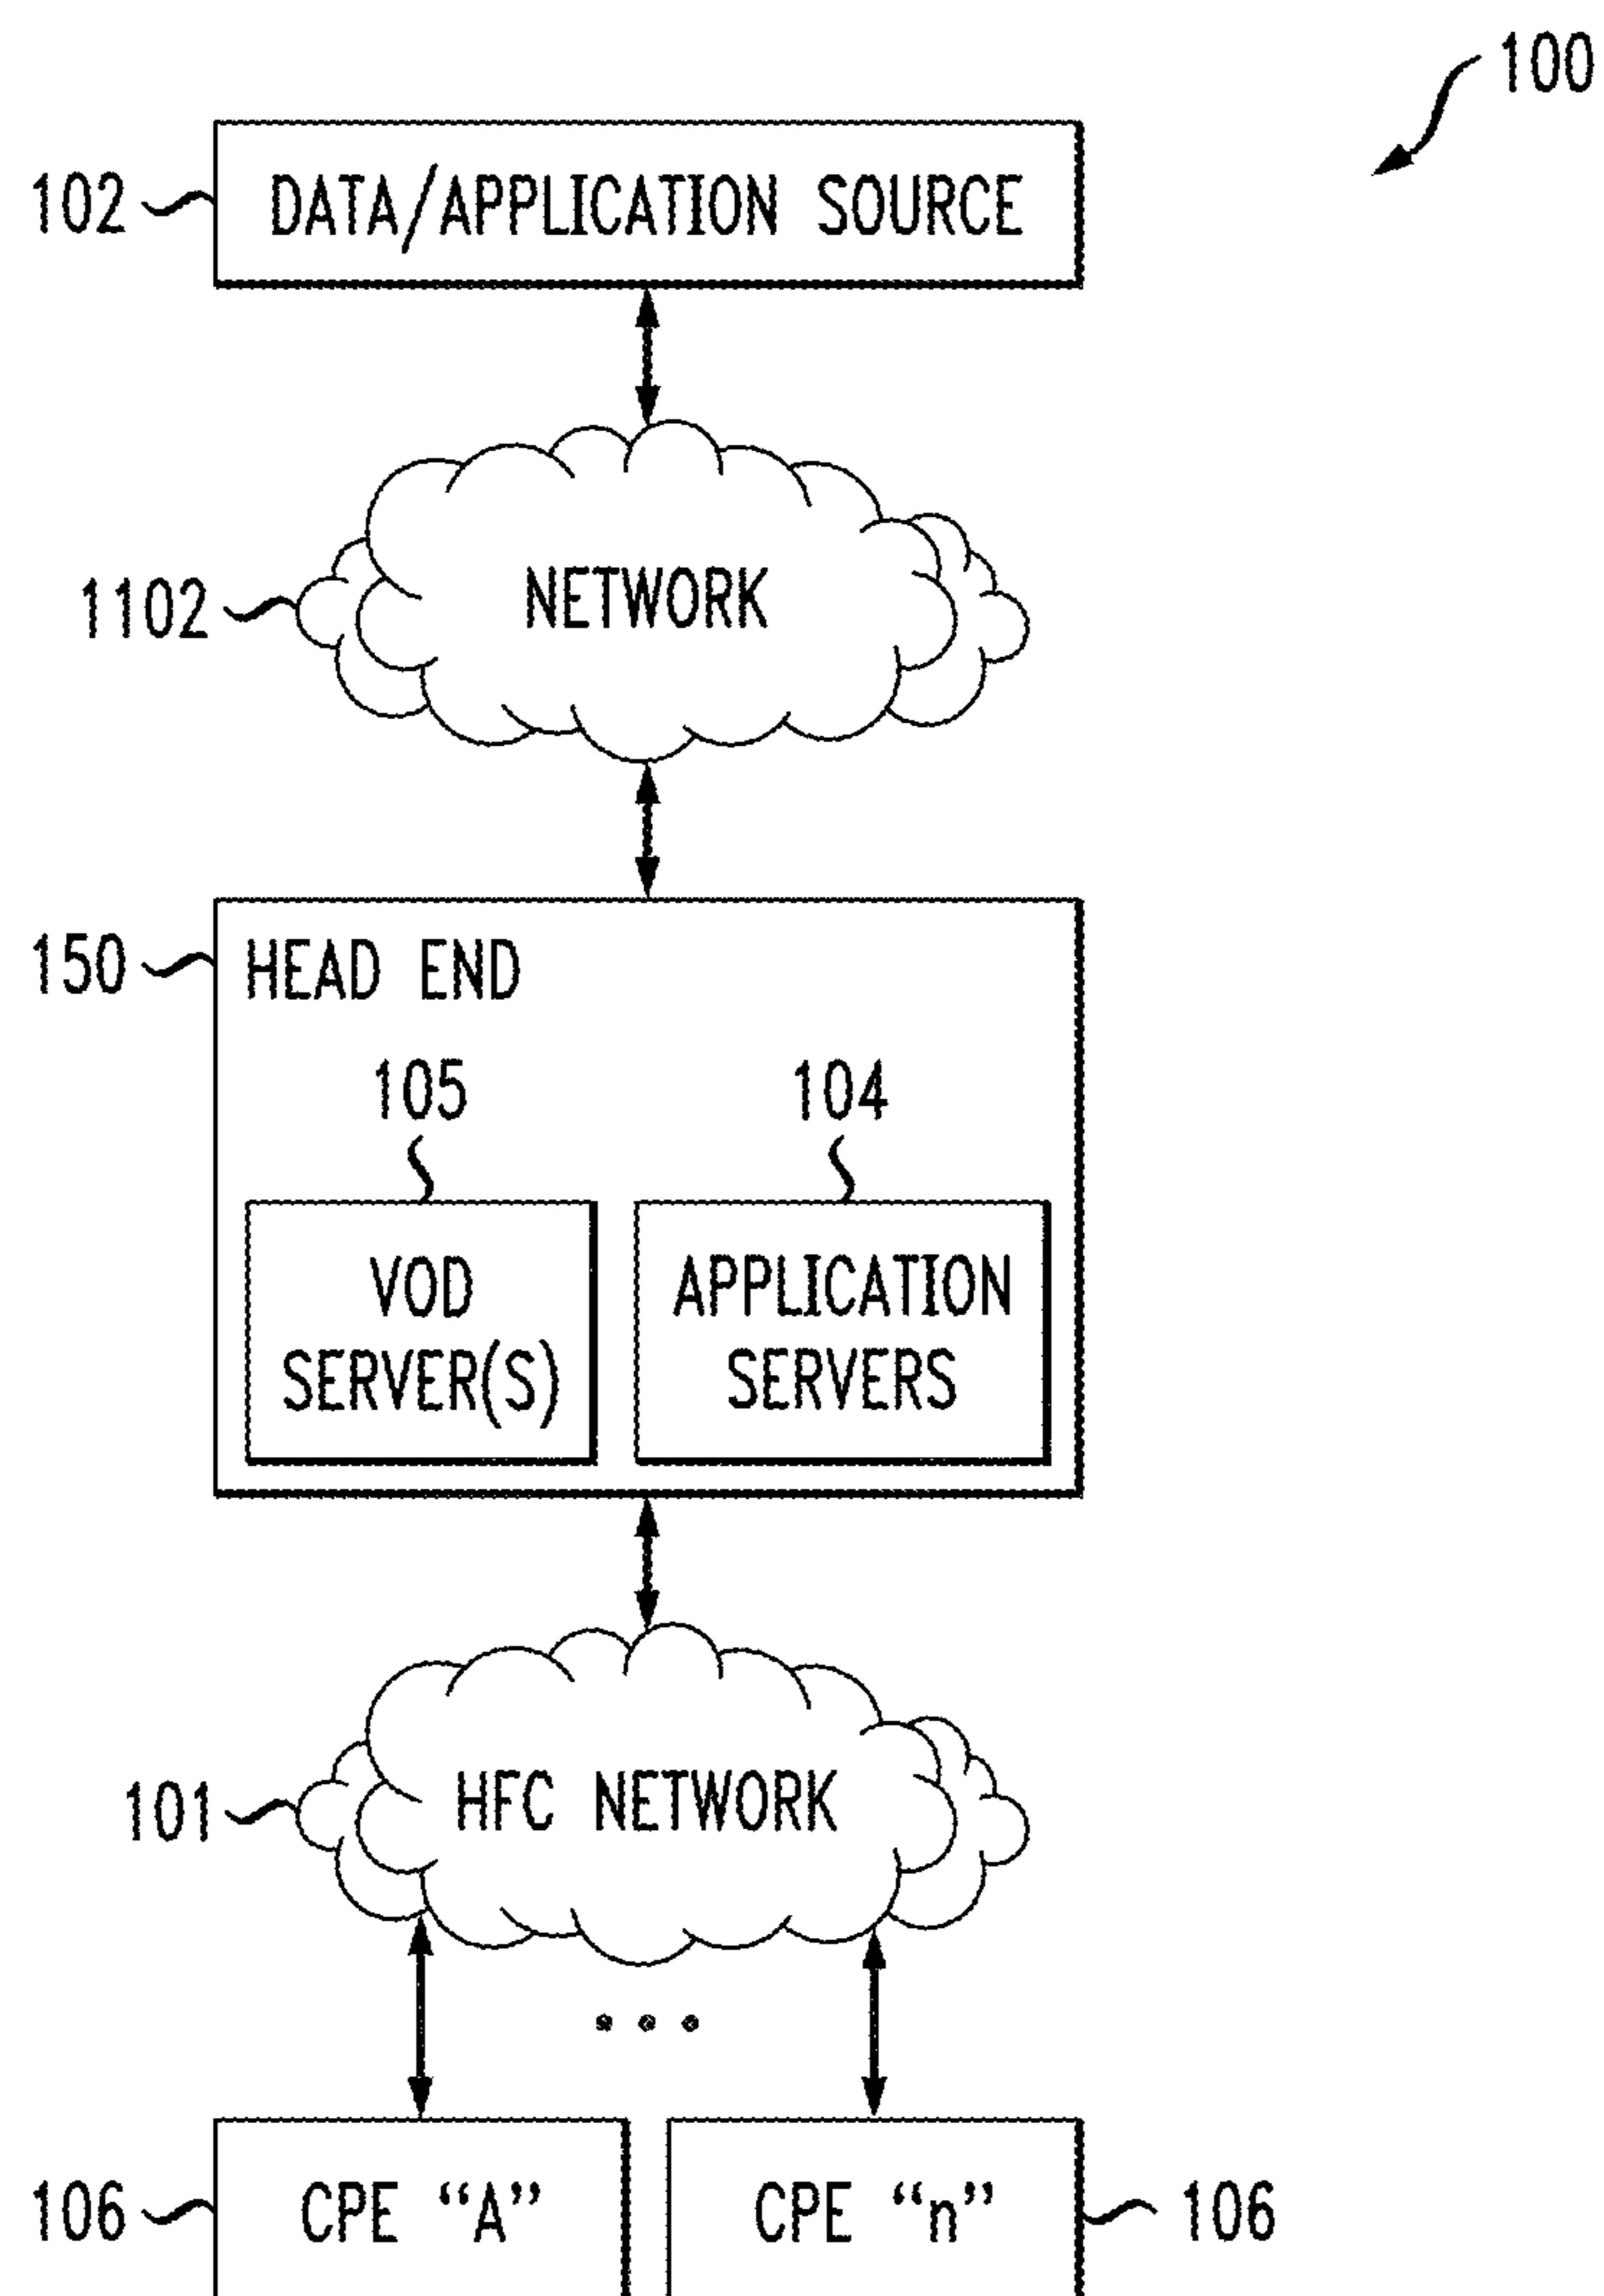 100
102 DATA/APPLICATION SOURCE
1102 NETWORK
150 HEAD END
105 104
VOD SERVER(S)
APPLICATION SERVERS
101 HFC NETWORK
106 CPE “A” CPE “n” 106